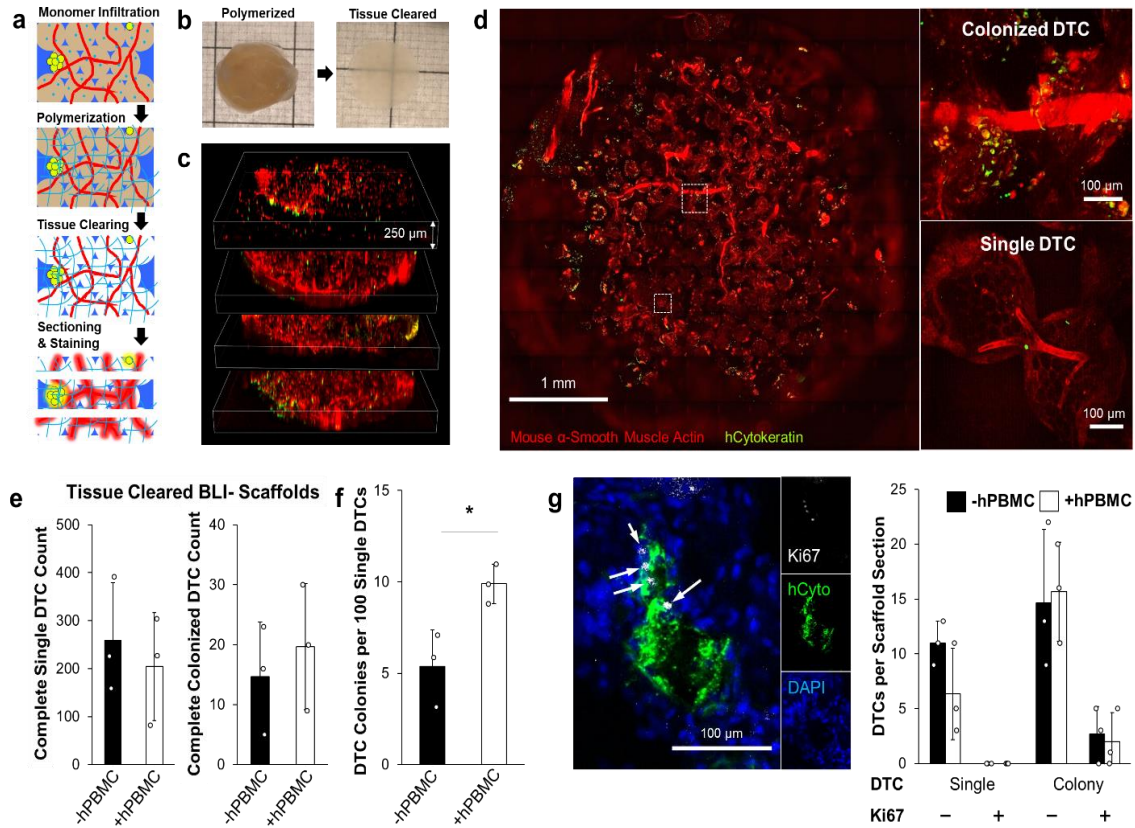 a
Monomer Infiltration
Polymerization
Tissue Clearing
Sectioning
& Staining
b
Polymerized
Tissue Cleared
c
250 μm
d
1 mm
Mouse α-Smooth Muscle Actin
hCytokeratin
Colonized DTC
100 μm
Single DTC
100 μm
e
Tissue Cleared BLI- Scaffolds
Complete Single DTC Count
500
400
300
200
100
0
-hPBMC
+hPBMC
Complete Colonized DTC Count
40
30
20
10
0
-hPBMC
+hPBMC
f
DTC Colonies per 100 Single DTCs
15
10
5
0
*
-hPBMC
+hPBMC
g
100 μm
Ki67
hCyto
DAPI
DTCs per Scaffold Section
25
20
15
10
5
0
-hPBMC
+hPBMC
DTC Single Colony
Ki67 − + − +